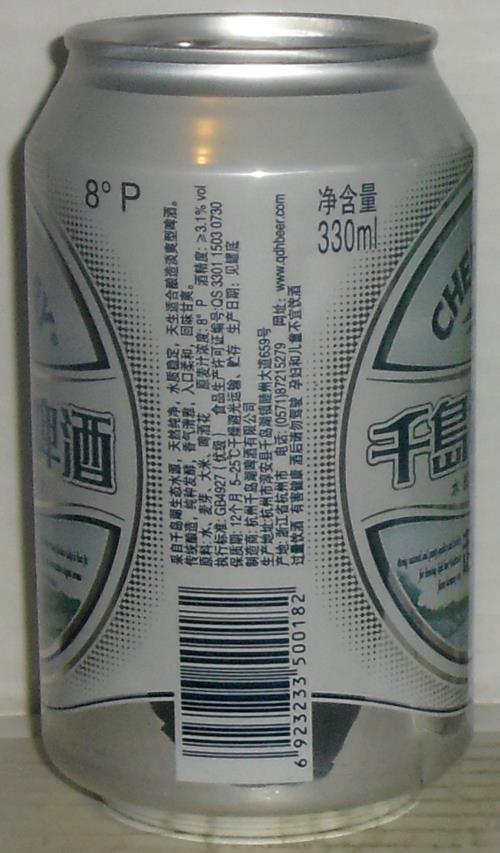 8° P
净含量
330ml
来自千岛湖生态水源，天然纯净，水质稳定，天生适合酿造淡爽型啤酒。
传统酿造，纯种发酵，香气清雅，入口柔和，回味甘爽。
原料:水、麦芽、大米、啤酒花 原麦汁浓度: 8° P 酒精度: ≥3.1% vol
执行标准: GB4927 (优级) 食品生产许可证编号:QS 3301 1503 0730
保质期: 12个月 5-25℃干燥避光运输、贮存 生产日期: 见罐底
制造商: 杭州千岛湖啤酒有限公司
生产地址:杭州市淳安县千岛湖镇睦州大道659号
产地: 浙江省杭州市 电话: (0571)87215279 网址: www.qdhbeer.com
过量饮酒 有害健康 酒后请勿驾驶 孕妇和儿童不宜饮酒
6 923233 500182
啤酒
千岛
CHE